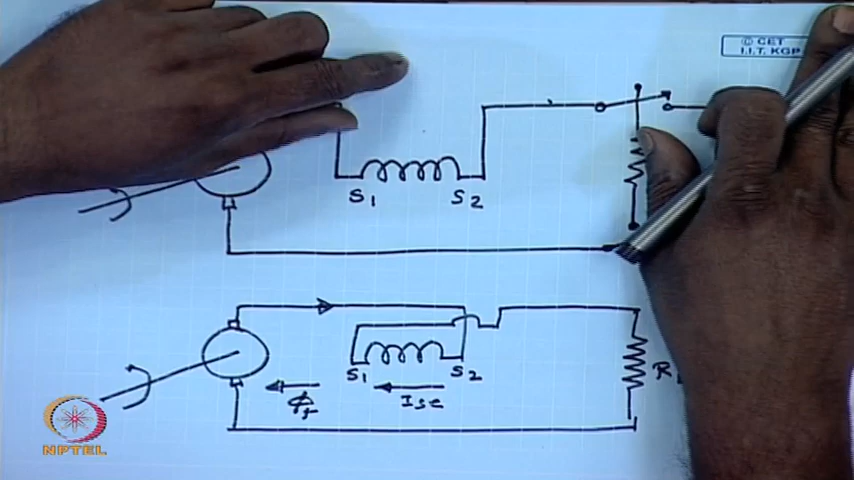 © CET
I.I.T. KGP
S1 S2
S1 S2
Φf Ise
R
NPTEL